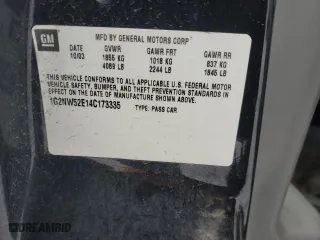 GM
MFD BY GENERAL MOTORS CORP
DATE GVWR GAWR FRT GAWR RR
10/03 1855 KG 1018 KG 837 KG
4089 LB 2244 LB 1845 LB
THIS VEHICLE CONFORMS TO ALL APPLICABLE U.S. FEDERAL MOTOR
VEHICLE SAFETY, BUMPER, AND THEFT PREVENTION STANDARDS IN
EFFECT ON THE DATE OF MANUFACTURE SHOWN ABOVE.
1G2NW52E14C173335 TYPE: PASS CAR
DREAMBID